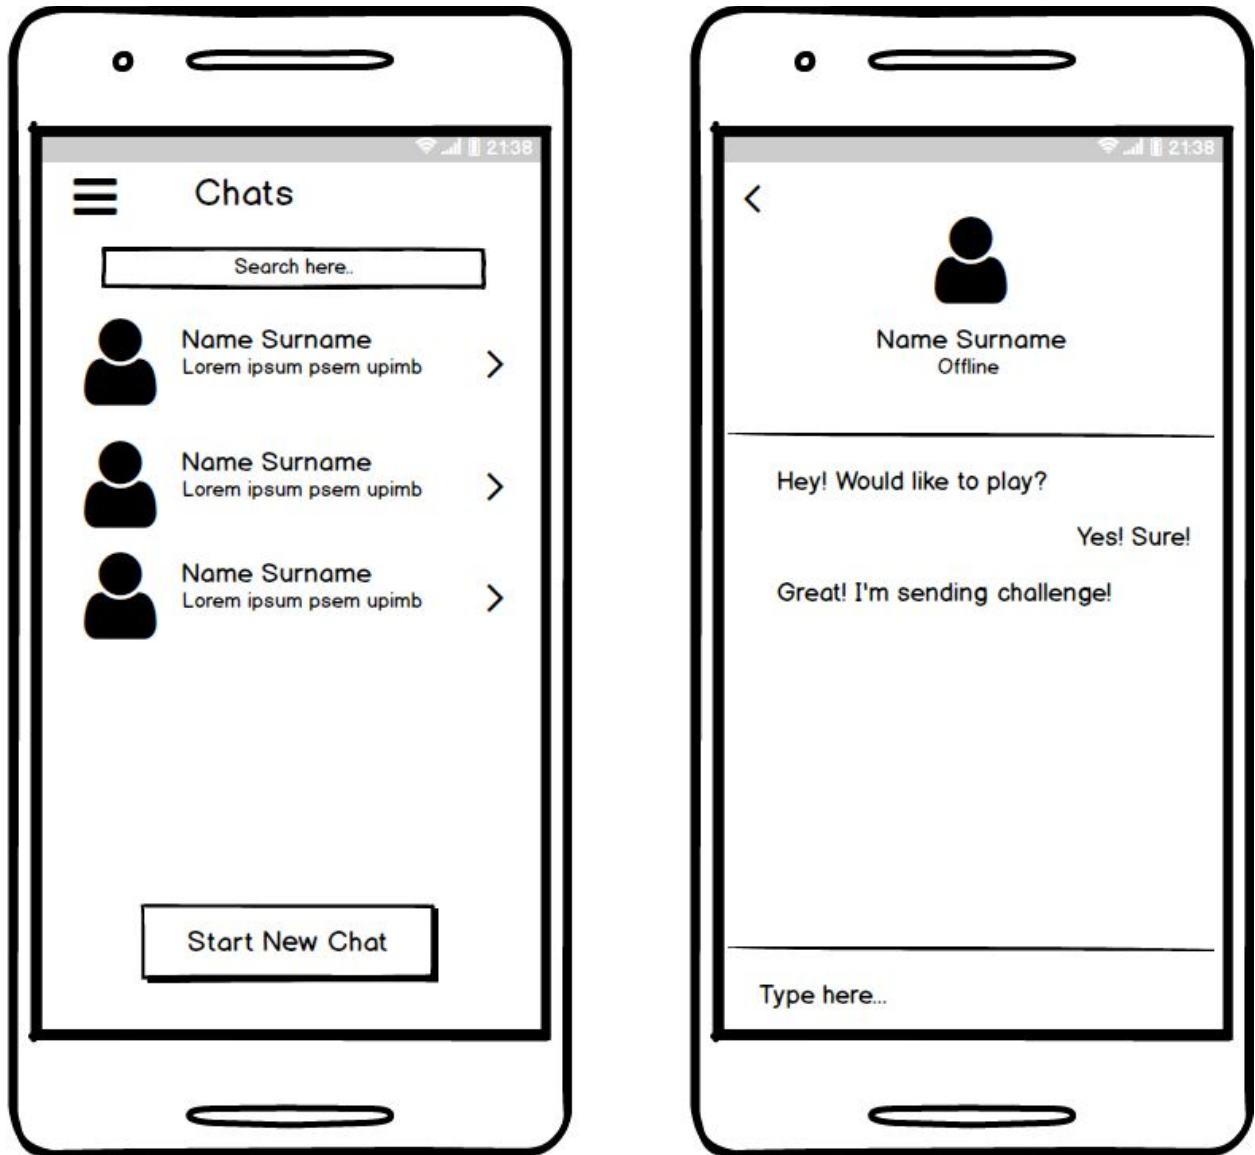 21:38
Chats
Search here..
Name Surname
Lorem ipsum psem upimb
Name Surname
Lorem ipsum psem upimb
Name Surname
Lorem ipsum psem upimb
Start New Chat
21:38
Name Surname
Offline
Hey! Would like to play?
Yes! Sure!
Great! I'm sending challenge!
Type here...